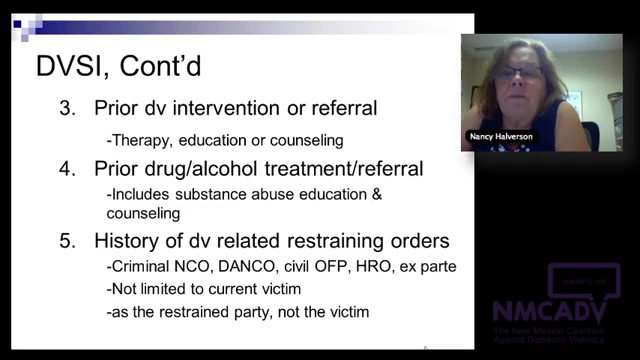 DVSI, Cont'd
3. Prior dv intervention or referral
-Therapy, education or counseling
4. Prior drug/alcohol treatment/referral
-Includes substance abuse education &
counseling
5. History of dv related restraining orders
-Criminal NCO, DANCO, civil OFP, HRO, ex parte
-Not limited to current victim
-as the restrained party, not the victim
Nancy Halverson
NMCADV
The New Mexico Coalition
Against Domestic Violence